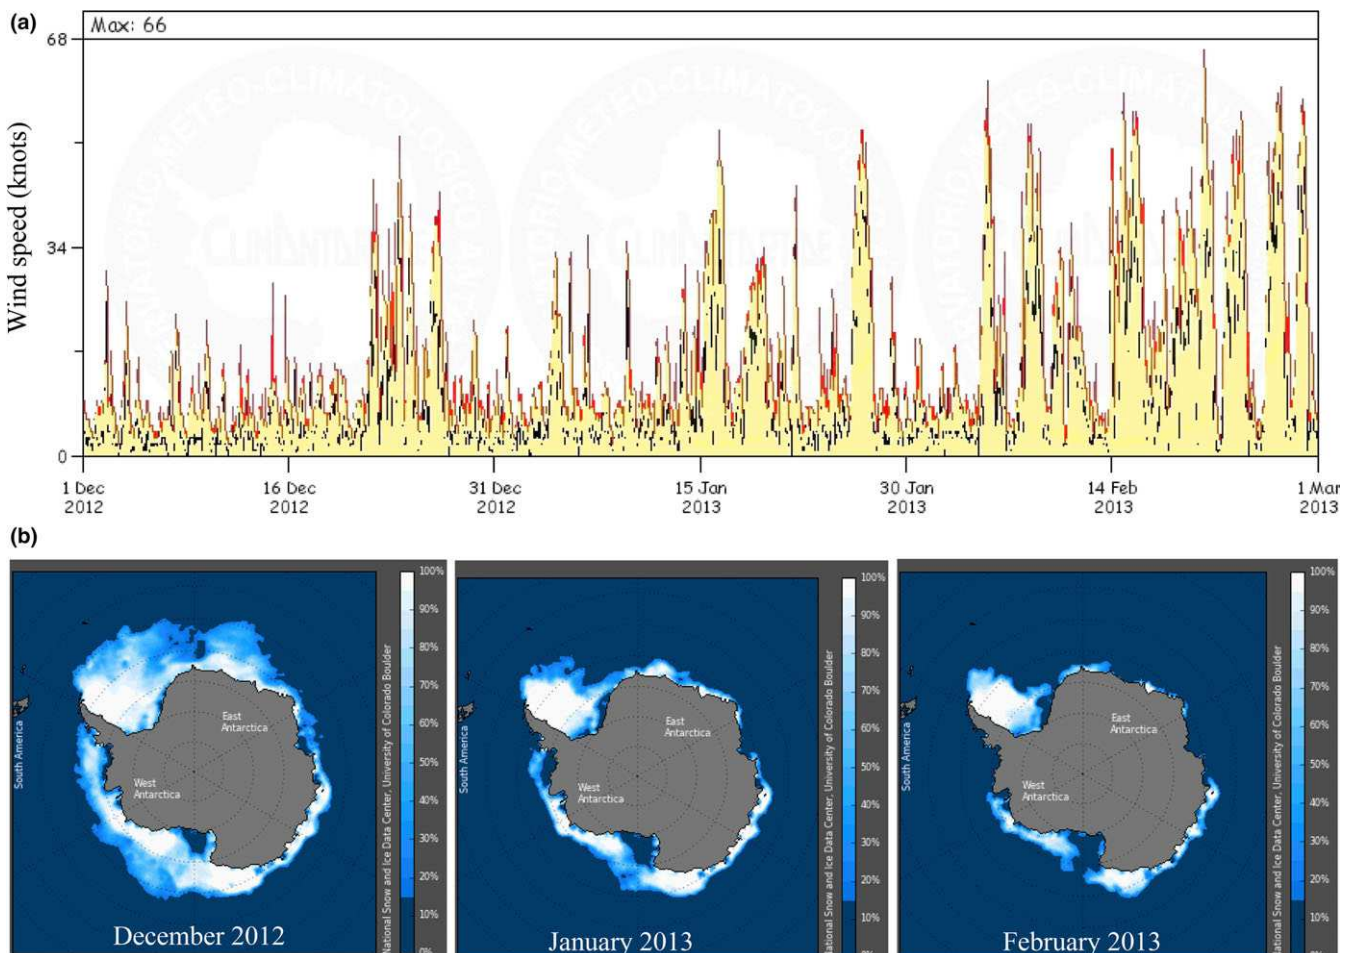 (a)
Max: 66
68
34
0
Wind speed (knots)
1 Dec
2012
16 Dec
2012
31 Dec
2012
15 Jan
2013
30 Jan
2013
14 Feb
2013
1 Mar
2013
(b)
South America
East
Antarctica
West
Antarctica
December 2012
100%
90%
80%
70%
60%
50%
40%
30%
20%
10%
0%
National Snow and Ice Data Center, University of Colorado Boulder
South America
East
Antarctica
West
Antarctica
January 2013
100%
90%
80%
70%
60%
50%
40%
30%
20%
10%
National Snow and Ice Data Center, University of Colorado Boulder
South America
East
Antarctica
West
Antarctica
February 2013
100%
90%
80%
70%
60%
50%
40%
30%
20%
10%
0%
National Snow and Ice Data Center, University of Colorado Boulder